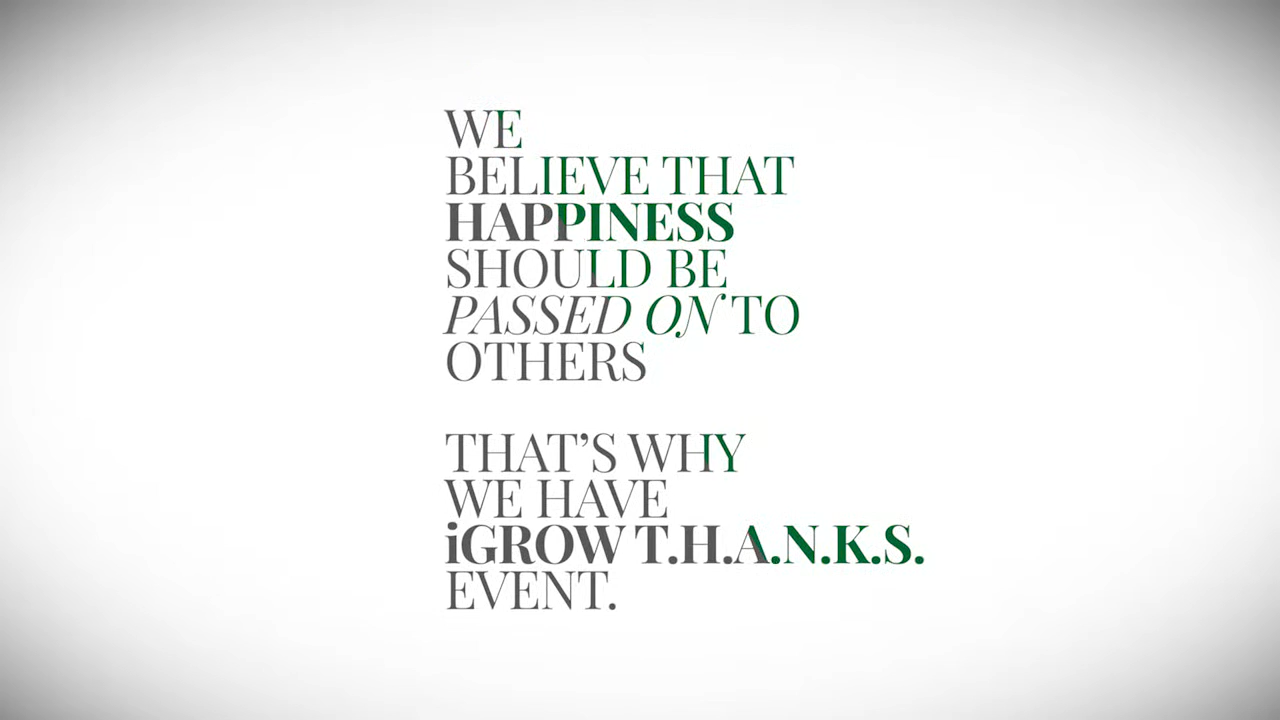 WE
BELIEVE THAT
HAPPINESS
SHOULD BE
PASSED ON TO
OTHERS
THAT’S WHY
WE HAVE
iGROW T.H.A.N.K.S.
EVENT.